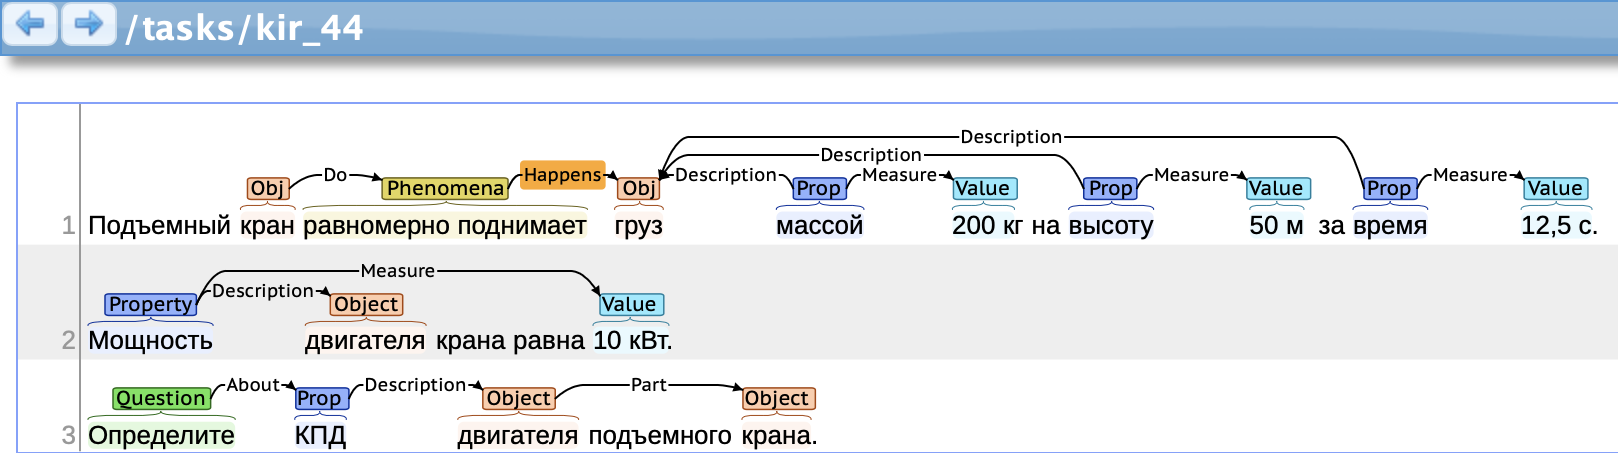 /tasks/kir_44
Description
Description
Obj Do Phenomena Happens Obj Description Prop Measure Value Prop Measure Value Prop Measure Value
1 Подъемный кран равномерно поднимает груз массой 200 кг на высоту 50 м за время 12,5 с.
Measure
Property Description Object Value
2 Мощность двигателя крана равна 10 кВт.
Question About Prop Description Object Part Object
3 Определите КПД двигателя подъемного крана.